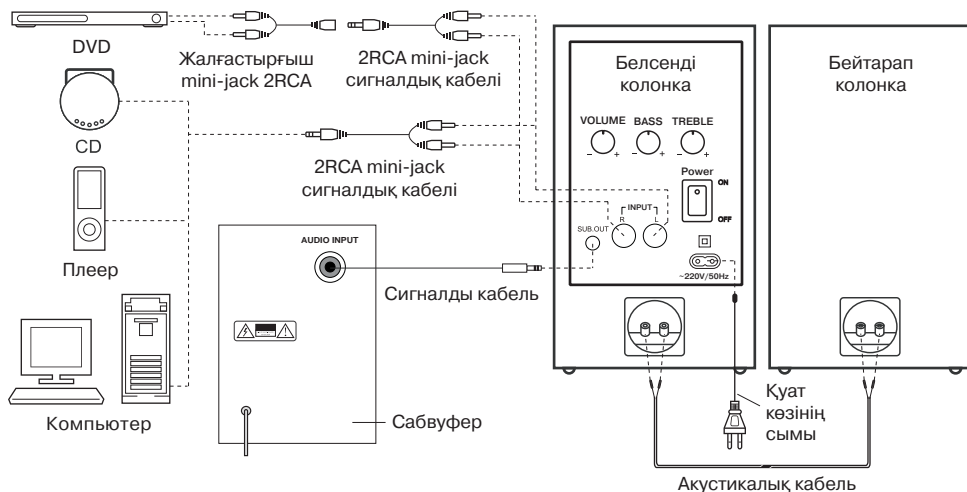 DVD
Жалғастырғыш
mini-jack 2RCA
2RCA mini-jack
сигналдық кабелі
CD
2RCA mini-jack
сигналдық кабелі
Плеер
Компьютер
AUDIO INPUT
Сигналды кабель
Сабвуфер
Белсенді
колонка
VOLUME BASS TREBLE
− + − + − +
Power
ON
OFF
INPUT
R L
SUB.OUT
~220V/50Hz
Бейтарап
колонка
Қуат
көзінің
сымы
Акустикалық кабель